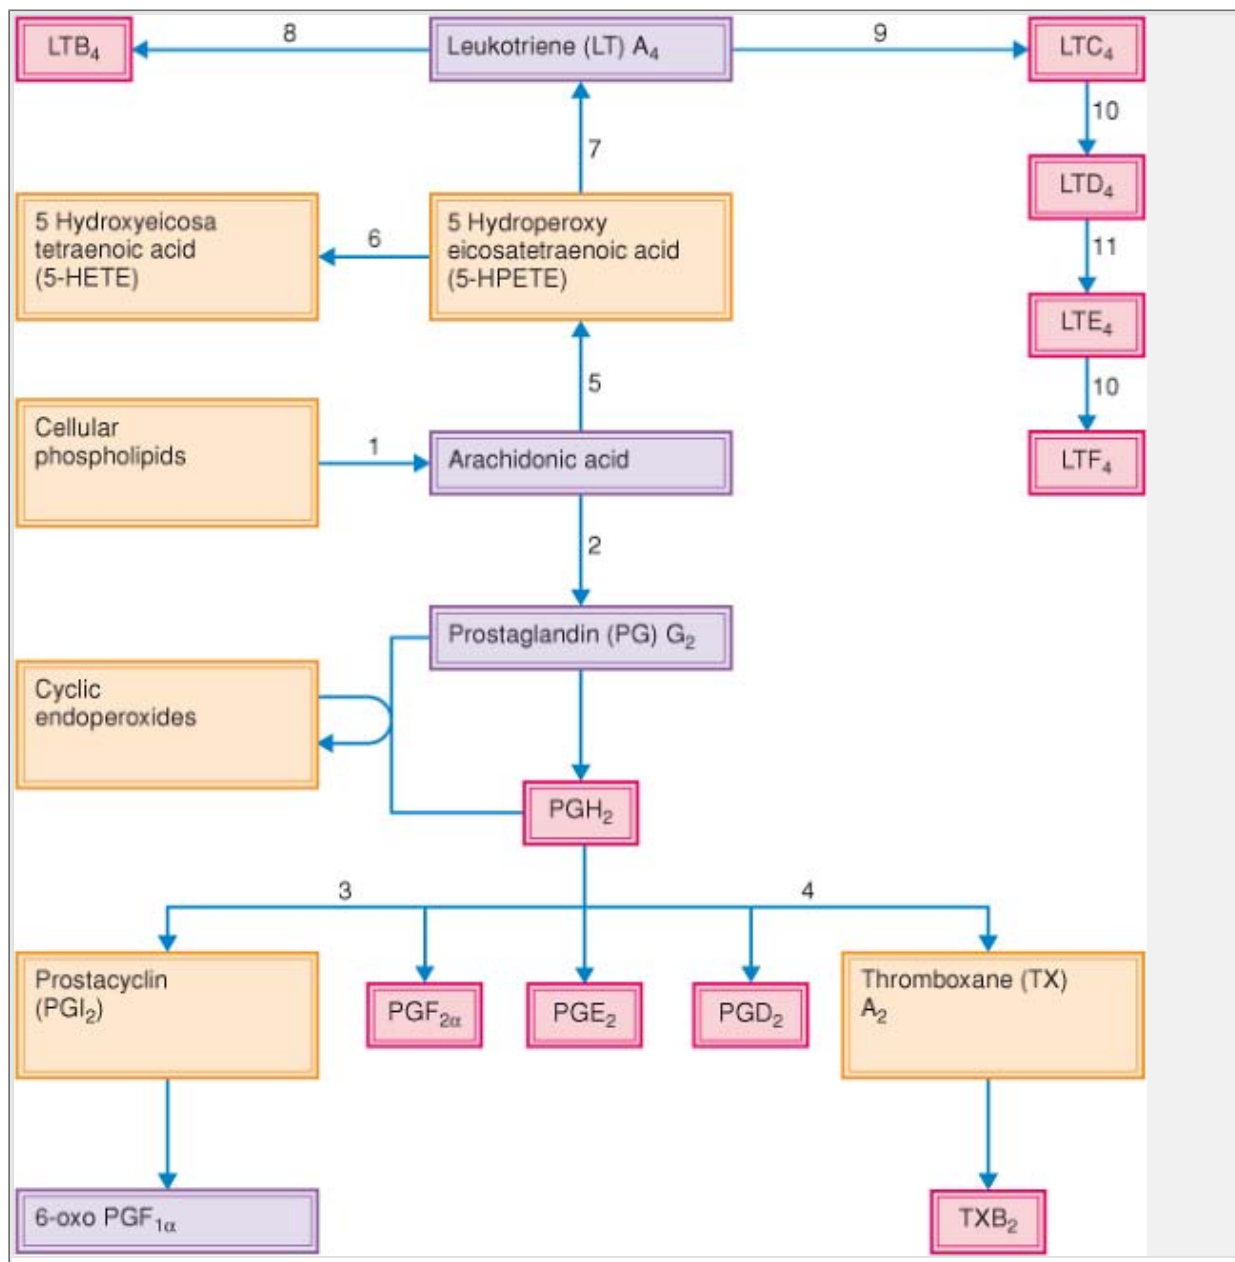 LTB₄
8
Leukotriene (LT) A₄
9
LTC₄
10
7
LTD₄
5 Hydroxyeicosa
tetraenoic acid
(5-HETE)
6
5 Hydroperoxy
eicosatetraenoic acid
(5-HPETE)
11
LTE₄
5
10
Cellular
phospholipids
1
Arachidonic acid
LTF₄
2
Prostaglandin (PG) G₂
Cyclic
endoperoxides
PGH₂
3
4
Prostacyclin
(PGI₂)
PGF₂α
PGE₂
PGD₂
Thromboxane (TX)
A₂
6-oxo PGF₁α
TXB₂